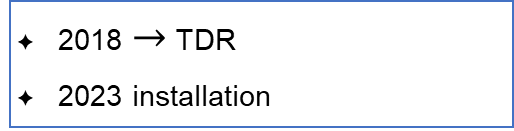 ✦ 2018 → TDR
✦ 2023 installation